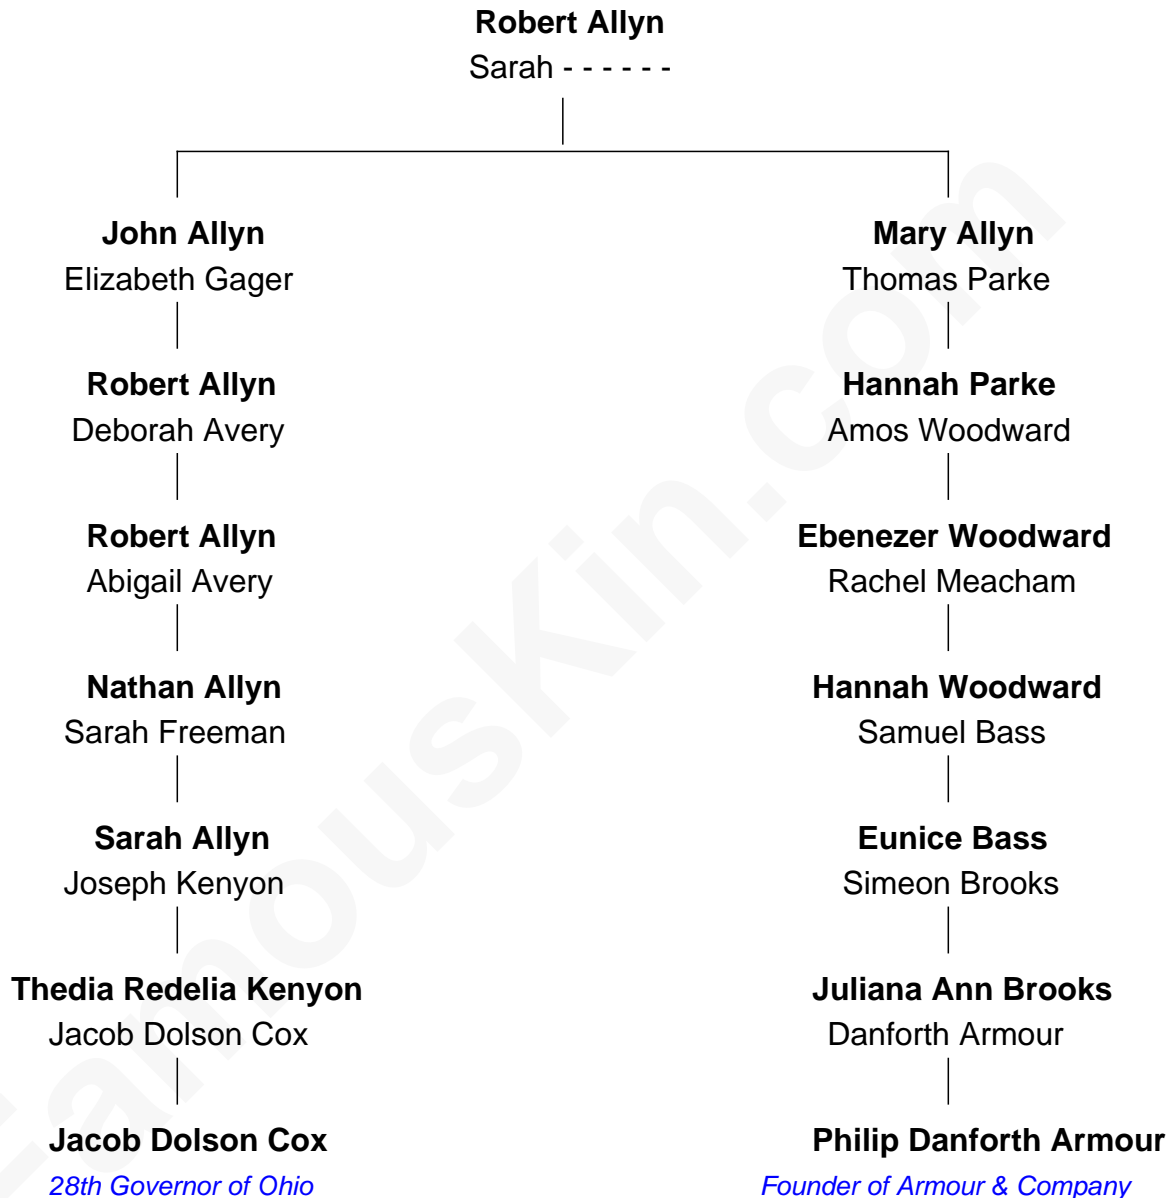 Robert Allyn
Sarah - - - - - -
John Allyn
Elizabeth Gager
Mary Allyn
Thomas Parke
Robert Allyn
Deborah Avery
Hannah Parke
Amos Woodward
Robert Allyn
Abigail Avery
Ebenezer Woodward
Rachel Meacham
Nathan Allyn
Sarah Freeman
Hannah Woodward
Samuel Bass
Sarah Allyn
Joseph Kenyon
Eunice Bass
Simeon Brooks
Thedia Redelia Kenyon
Jacob Dolson Cox
Juliana Ann Brooks
Danforth Armour
Jacob Dolson Cox
28th Governor of Ohio
Philip Danforth Armour
Founder of Armour & Company
FamousKin.com